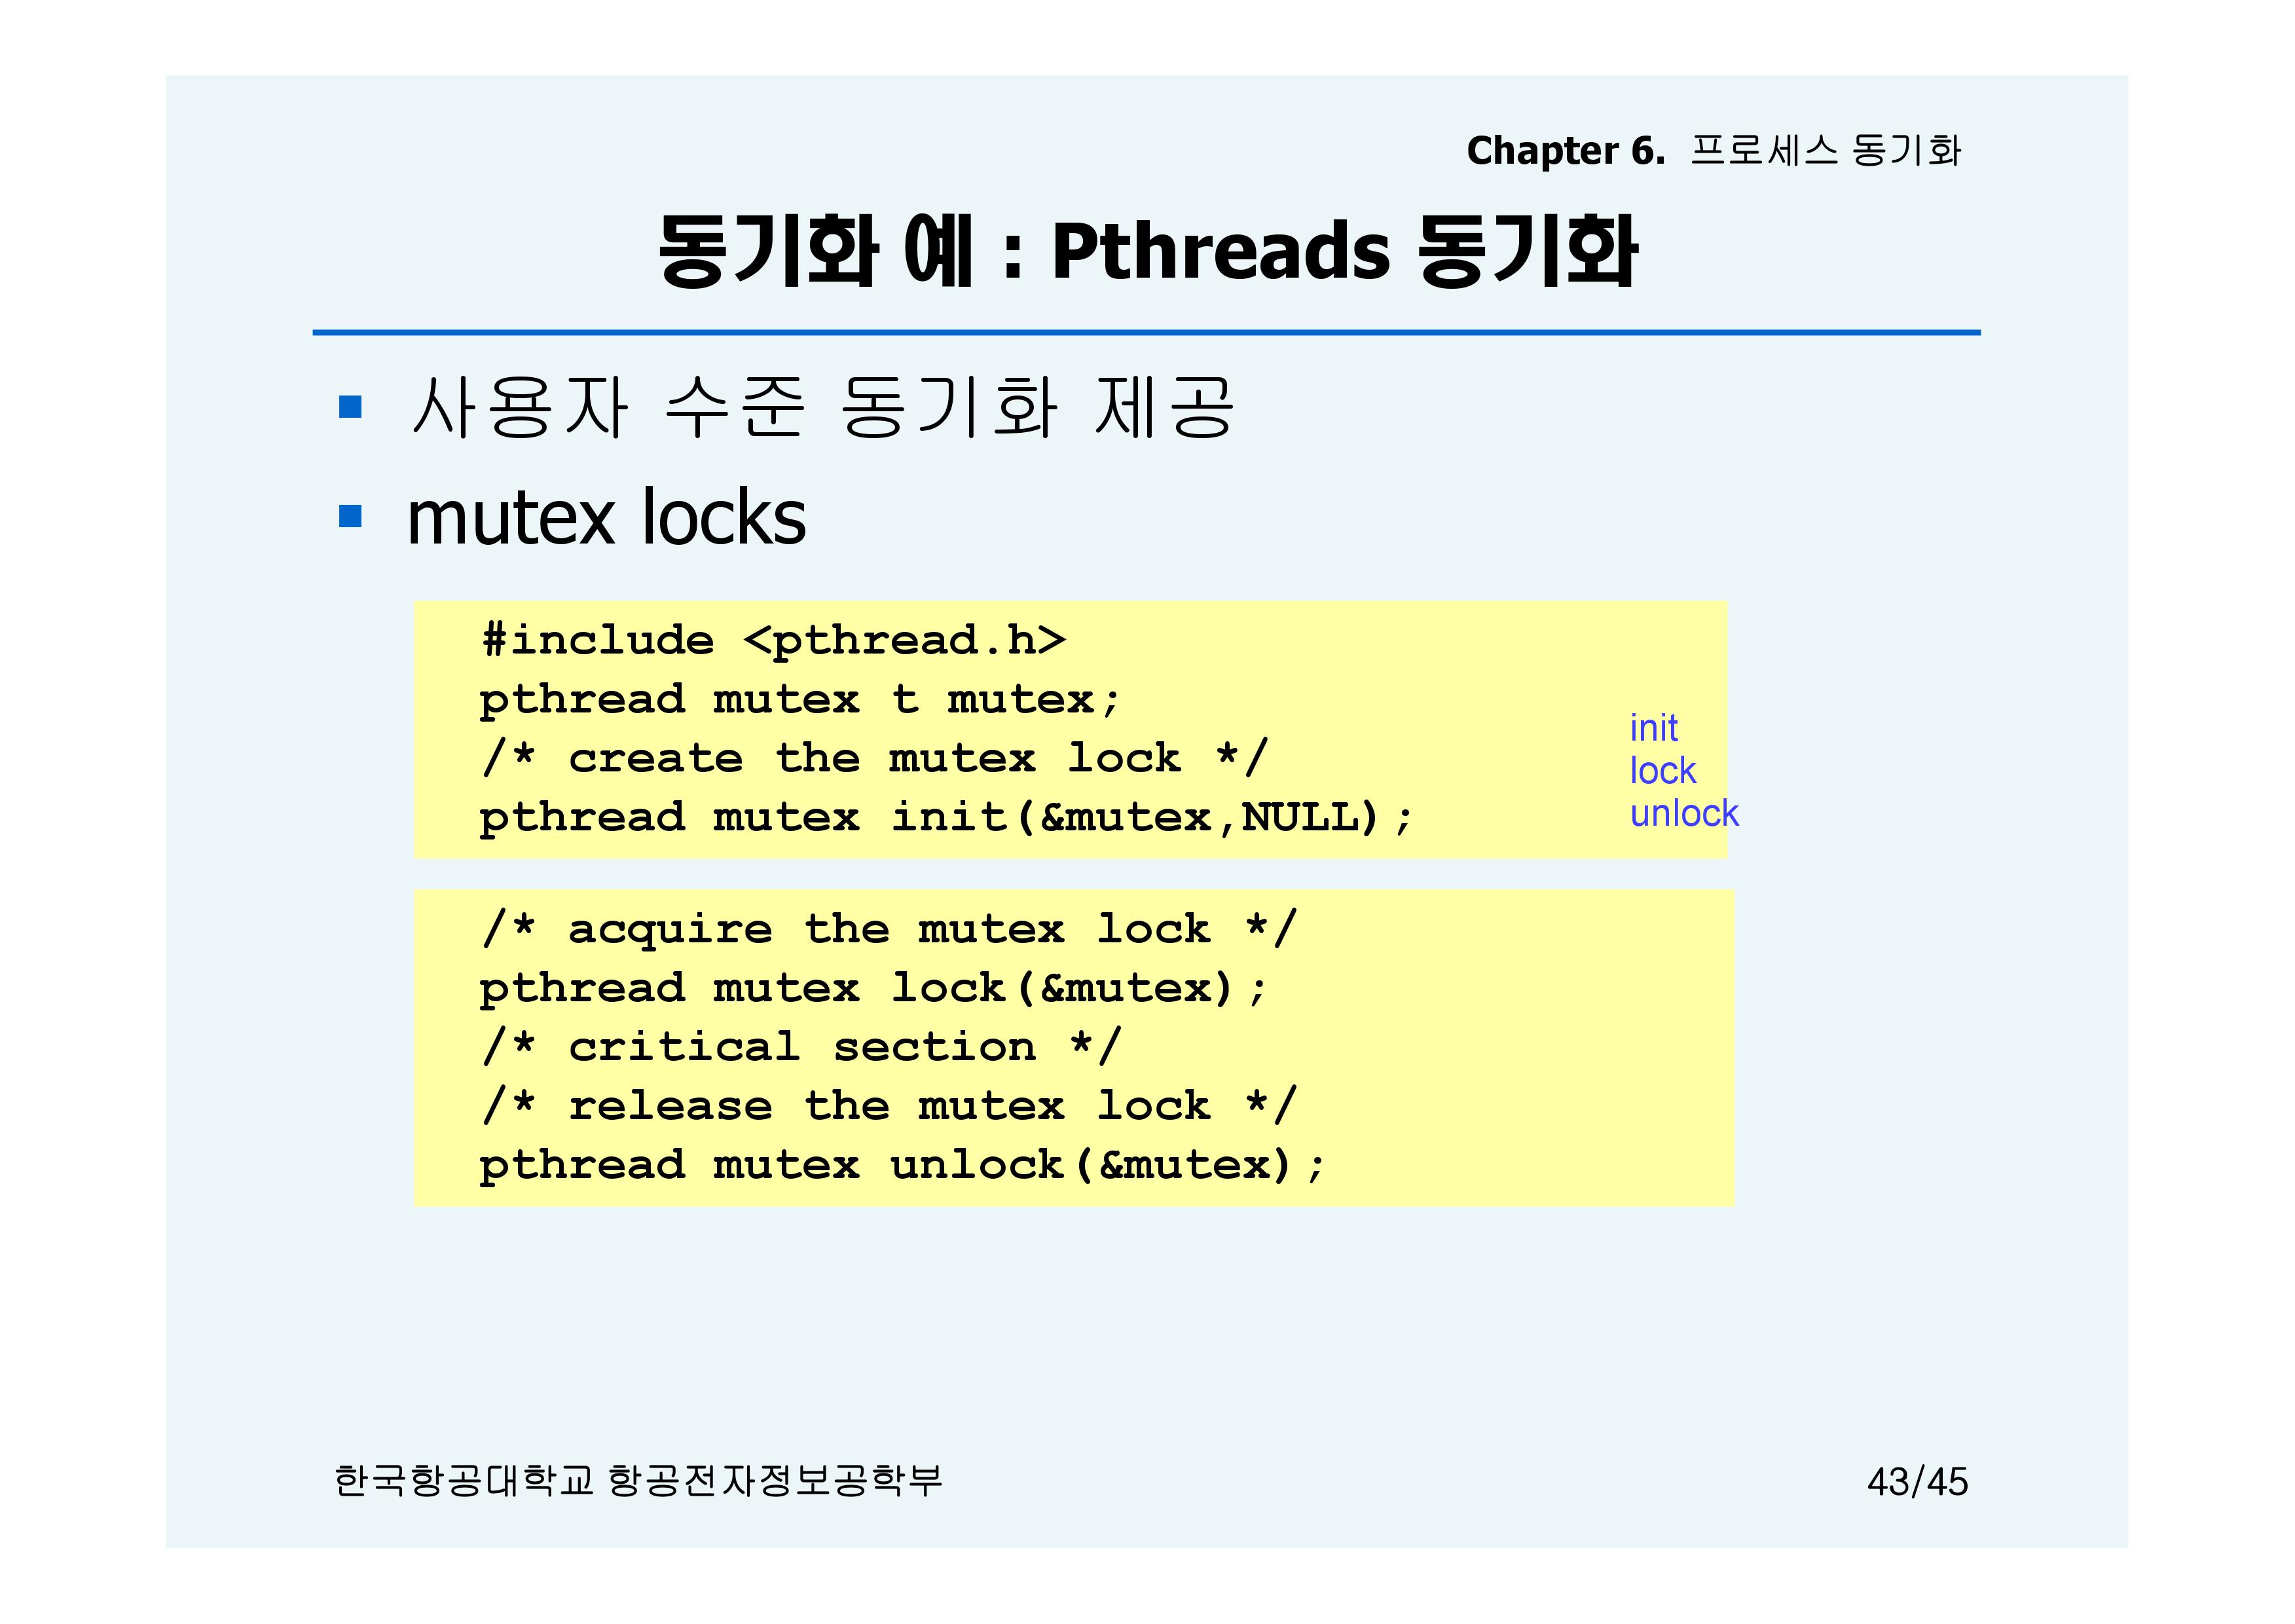 Chapter 6. 프로세스 동기화
동기화 예 : Pthreads 동기화
사용자 수준 동기화 제공
mutex locks
#include <pthread.h>
pthread mutex t mutex;
/* create the mutex lock */
pthread mutex init(&mutex,NULL);
init
lock
unlock
/* acquire the mutex lock */
pthread mutex lock(&mutex);
/* critical section */
/* release the mutex lock */
pthread mutex unlock(&mutex);
한국항공대학교 항공전자정보공학부
43/45